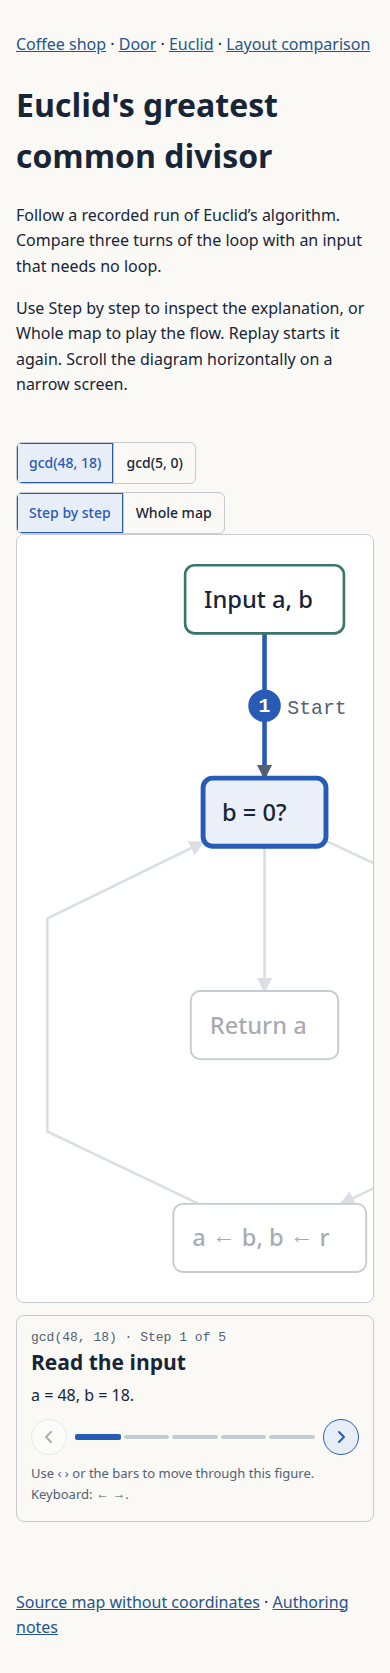 Coffee shop · Door · Euclid · Layout comparison
Euclid's greatest
common divisor
Follow a recorded run of Euclid’s algorithm.
Compare three turns of the loop with an input
that needs no loop.
Use Step by step to inspect the explanation, or
Whole map to play the flow. Replay starts it
again. Scroll the diagram horizontally on a
narrow screen.
gcd(48, 18) gcd(5, 0)
Step by step Whole map
Input a, b
1 Start
b = 0?
Return a
a ← b, b ← r
gcd(48, 18) · Step 1 of 5
Read the input
a = 48, b = 18.
Use ‹ › or the bars to move through this figure.
Keyboard: ← →.
Source map without coordinates · Authoring
notes